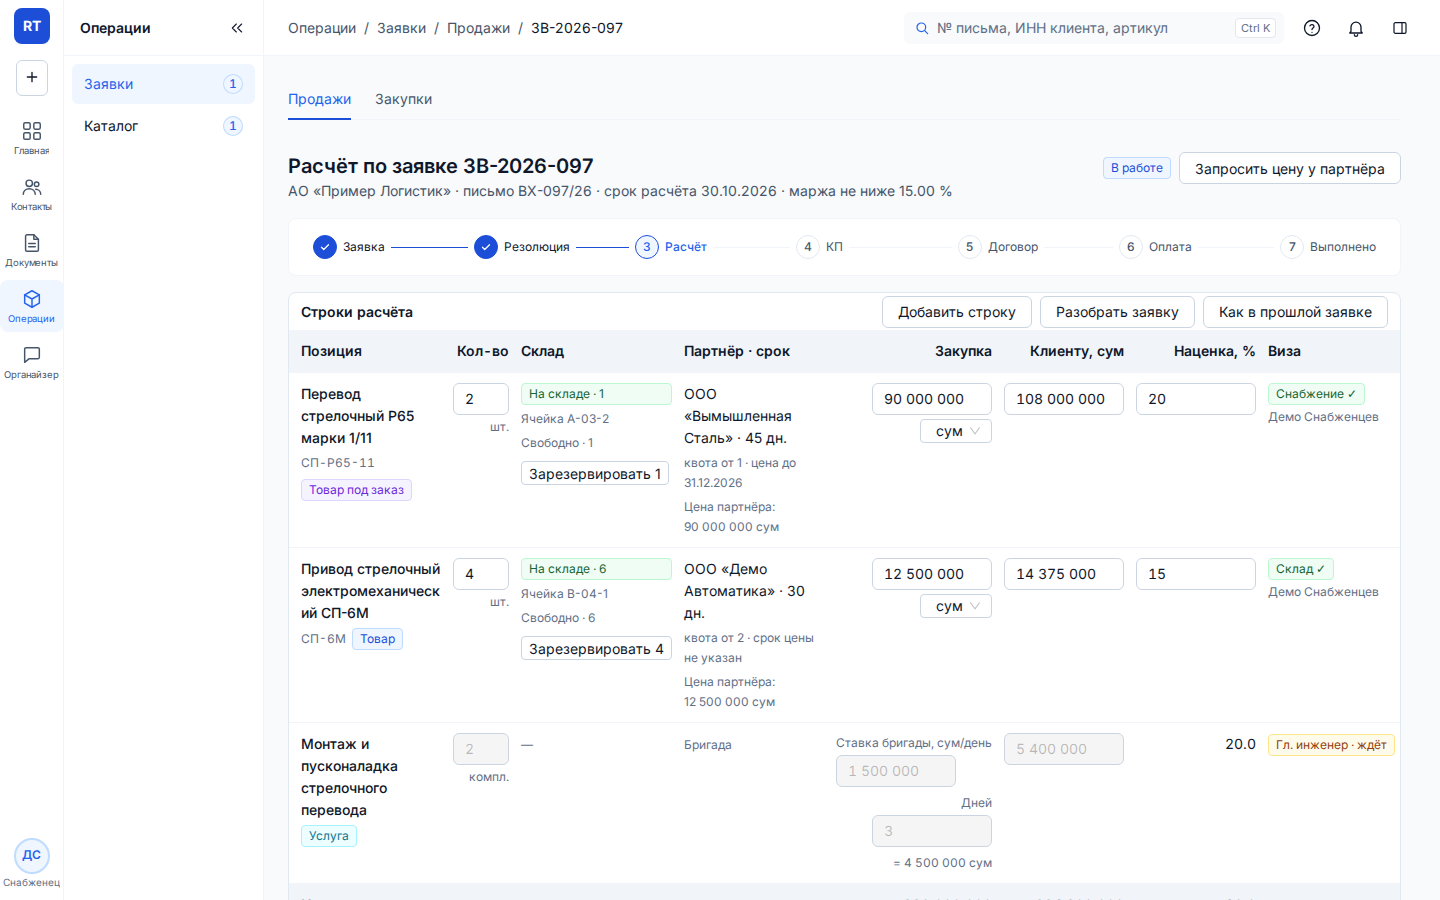 RT
Операции
Операции / Заявки / Продажи / ЗВ-2026-097
№ письма, ИНН клиента, артикул
Ctrl K
Главная
Контакты
Документы
Операции
Органайзер
ДС
Снабженец
Заявки 1
Каталог 1
Продажи Закупки
Расчёт по заявке ЗВ-2026-097
АО «Пример Логистик» · письмо ВХ-097/26 · срок расчёта 30.10.2026 · маржа не ниже 15.00 %
В работе
Запросить цену у партнёра
Заявка
Резолюция
3 Расчёт
4 КП
5 Договор
6 Оплата
7 Выполнено
Строки расчёта
Добавить строку
Разобрать заявку
Как в прошлой заявке
Позиция Кол-во Склад Партнёр · срок Закупка Клиенту, сум Наценка, % Виза
Перевод
стрелочный Р65
марки 1/11
СП-Р65-11
Товар под заказ
2
шт.
На складе · 1
Ячейка А-03-2
Свободно · 1
Зарезервировать 1
ООО
«Вымышленная
Сталь» · 45 дн.
квота от 1 · цена до
31.12.2026
Цена партнёра:
90 000 000 сум
90 000 000
сум
108 000 000
20
Снабжение ✓
Демо Снабженцев
Привод стрелочный
электромеханическ
ий СП-6М
СП-6М Товар
4
шт.
На складе · 6
Ячейка В-04-1
Свободно · 6
Зарезервировать 4
ООО «Демо
Автоматика» · 30
дн.
квота от 2 · срок цены
не указан
Цена партнёра:
12 500 000 сум
12 500 000
сум
14 375 000
15
Склад ✓
Демо Снабженцев
Монтаж и
пусконаладка
стрелочного
перевода
Услуга
2
компл.
—
Бригада
Ставка бригады, сум/день
1 500 000
Дней
3
= 4 500 000 сум
5 400 000
20.0
Гл. инженер · ждёт